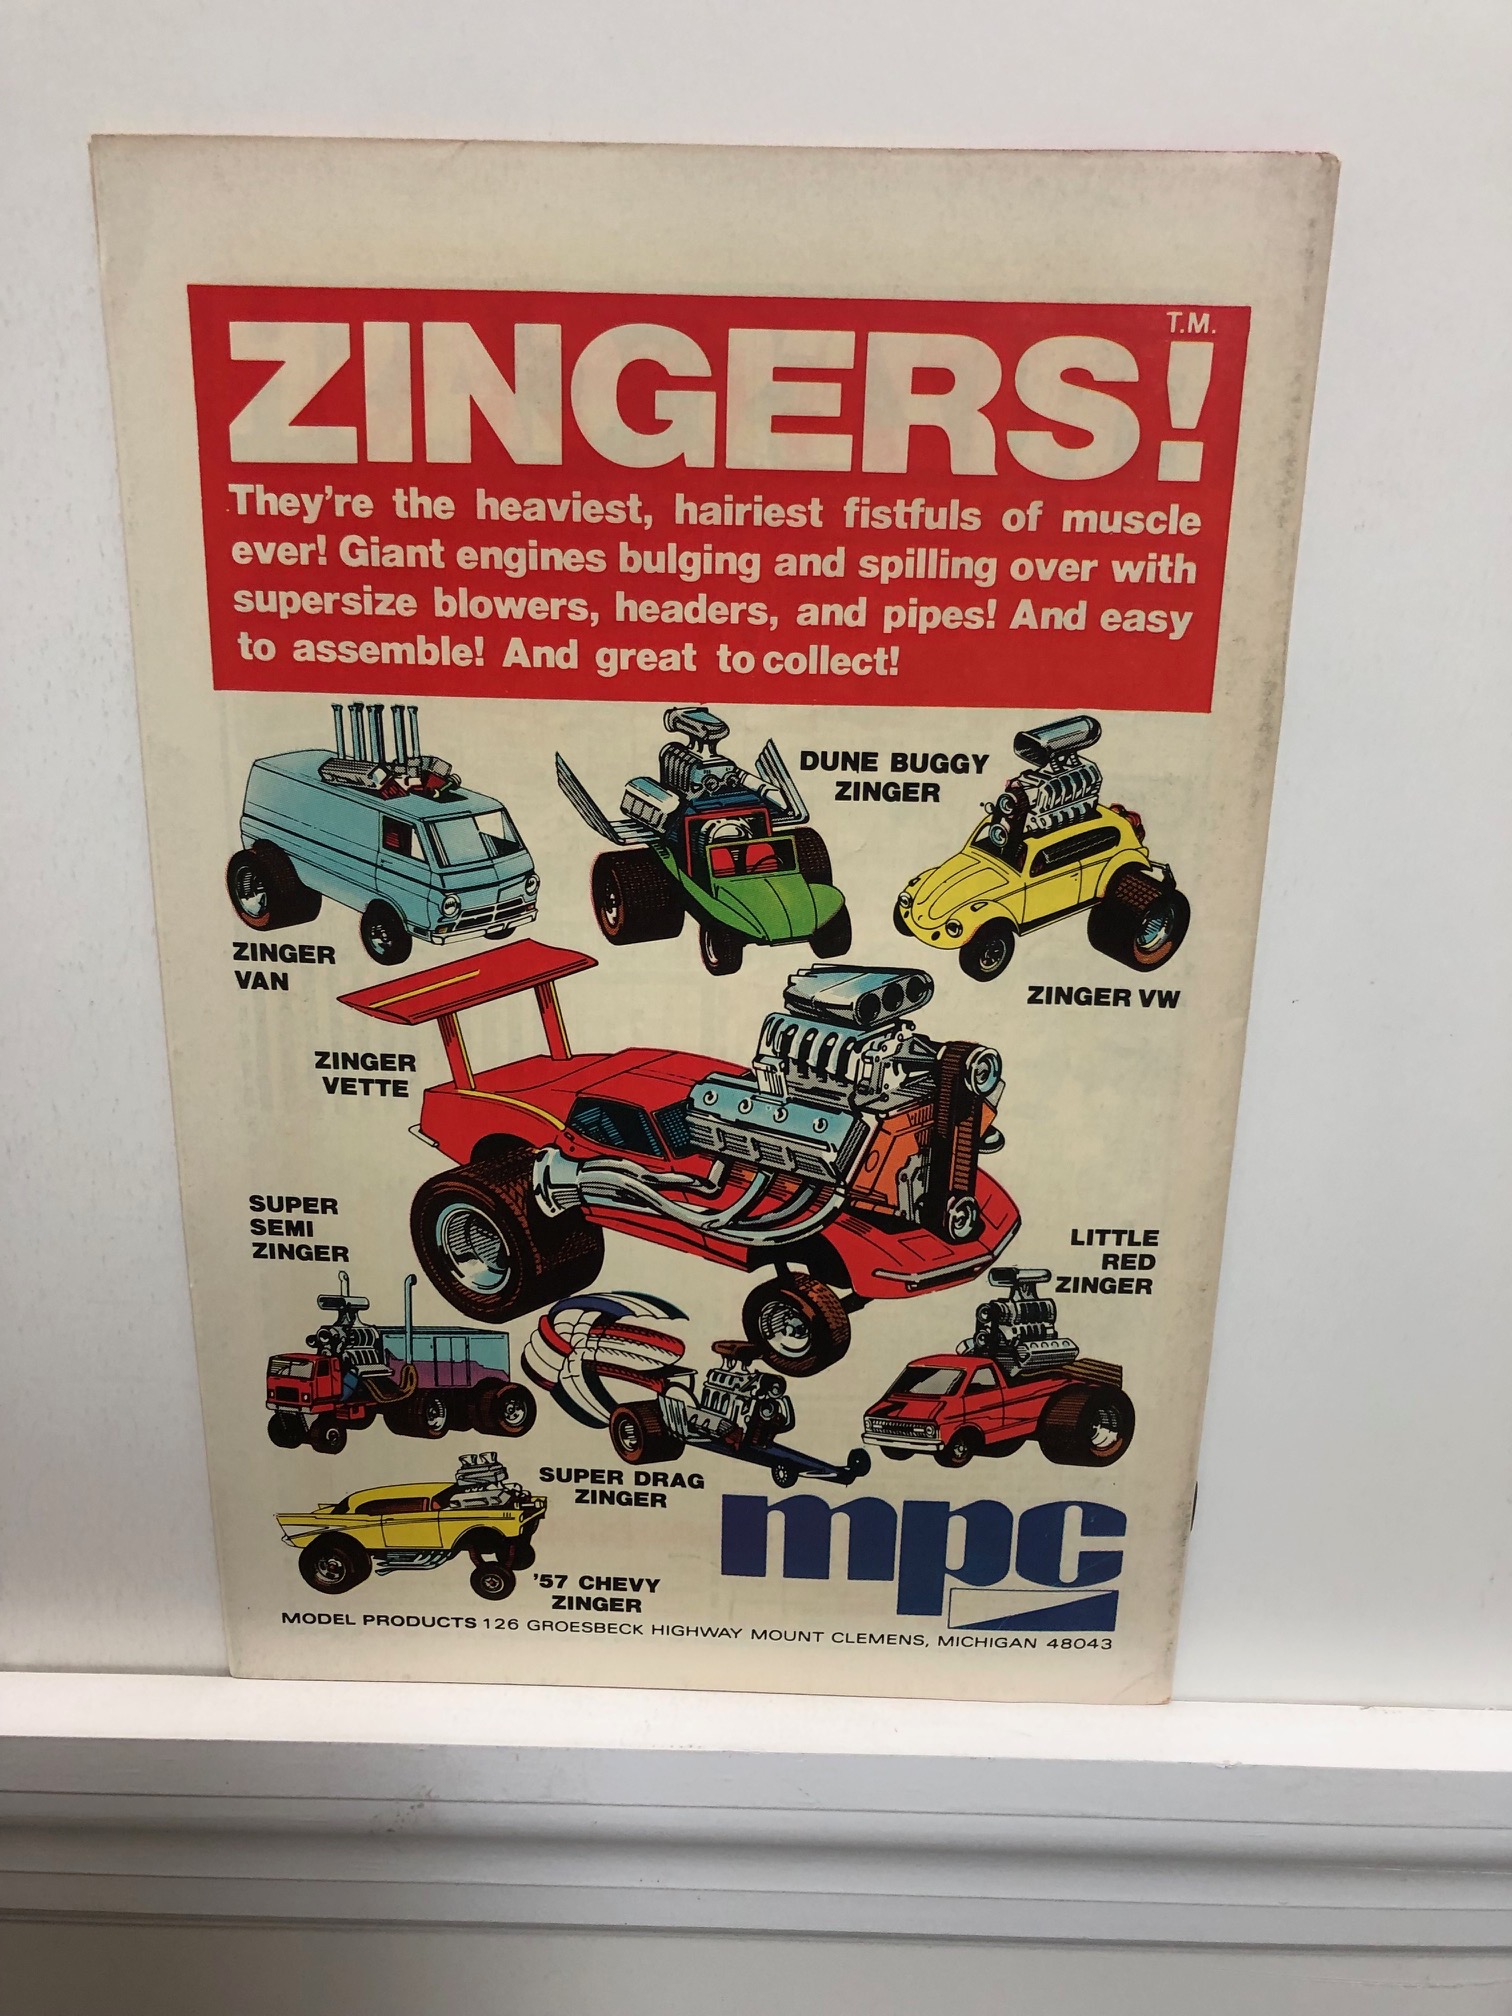 ZINGERS!
T.M.
They're the heaviest, hairiest fistfuls of muscle
ever! Giant engines bulging and spilling over with
supersize blowers, headers, and pipes! And easy
to assemble! And great to collect!
DUNE BUGGY
ZINGER
ZINGER
VAN
ZINGER VW
ZINGER
VETTE
SUPER
SEMI
ZINGER
LITTLE
RED
ZINGER
SUPER DRAG
ZINGER
'57 CHEVY
ZINGER
mpc
MODEL PRODUCTS 126 GROESBECK HIGHWAY MOUNT CLEMENS, MICHIGAN 48043